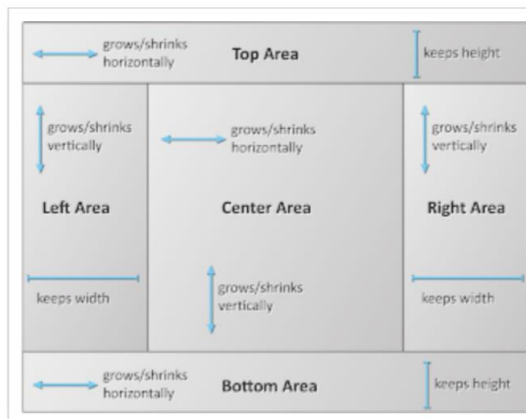 grows/shrinks
horizontally
Top Area
keeps height
grows/shrinks
vertically
grows/shrinks
horizontally
grows/shrinks
vertically
Left Area
Center Area
Right Area
keeps width
grows/shrinks
vertically
keeps width
grows/shrinks
horizontally
Bottom Area
keeps height